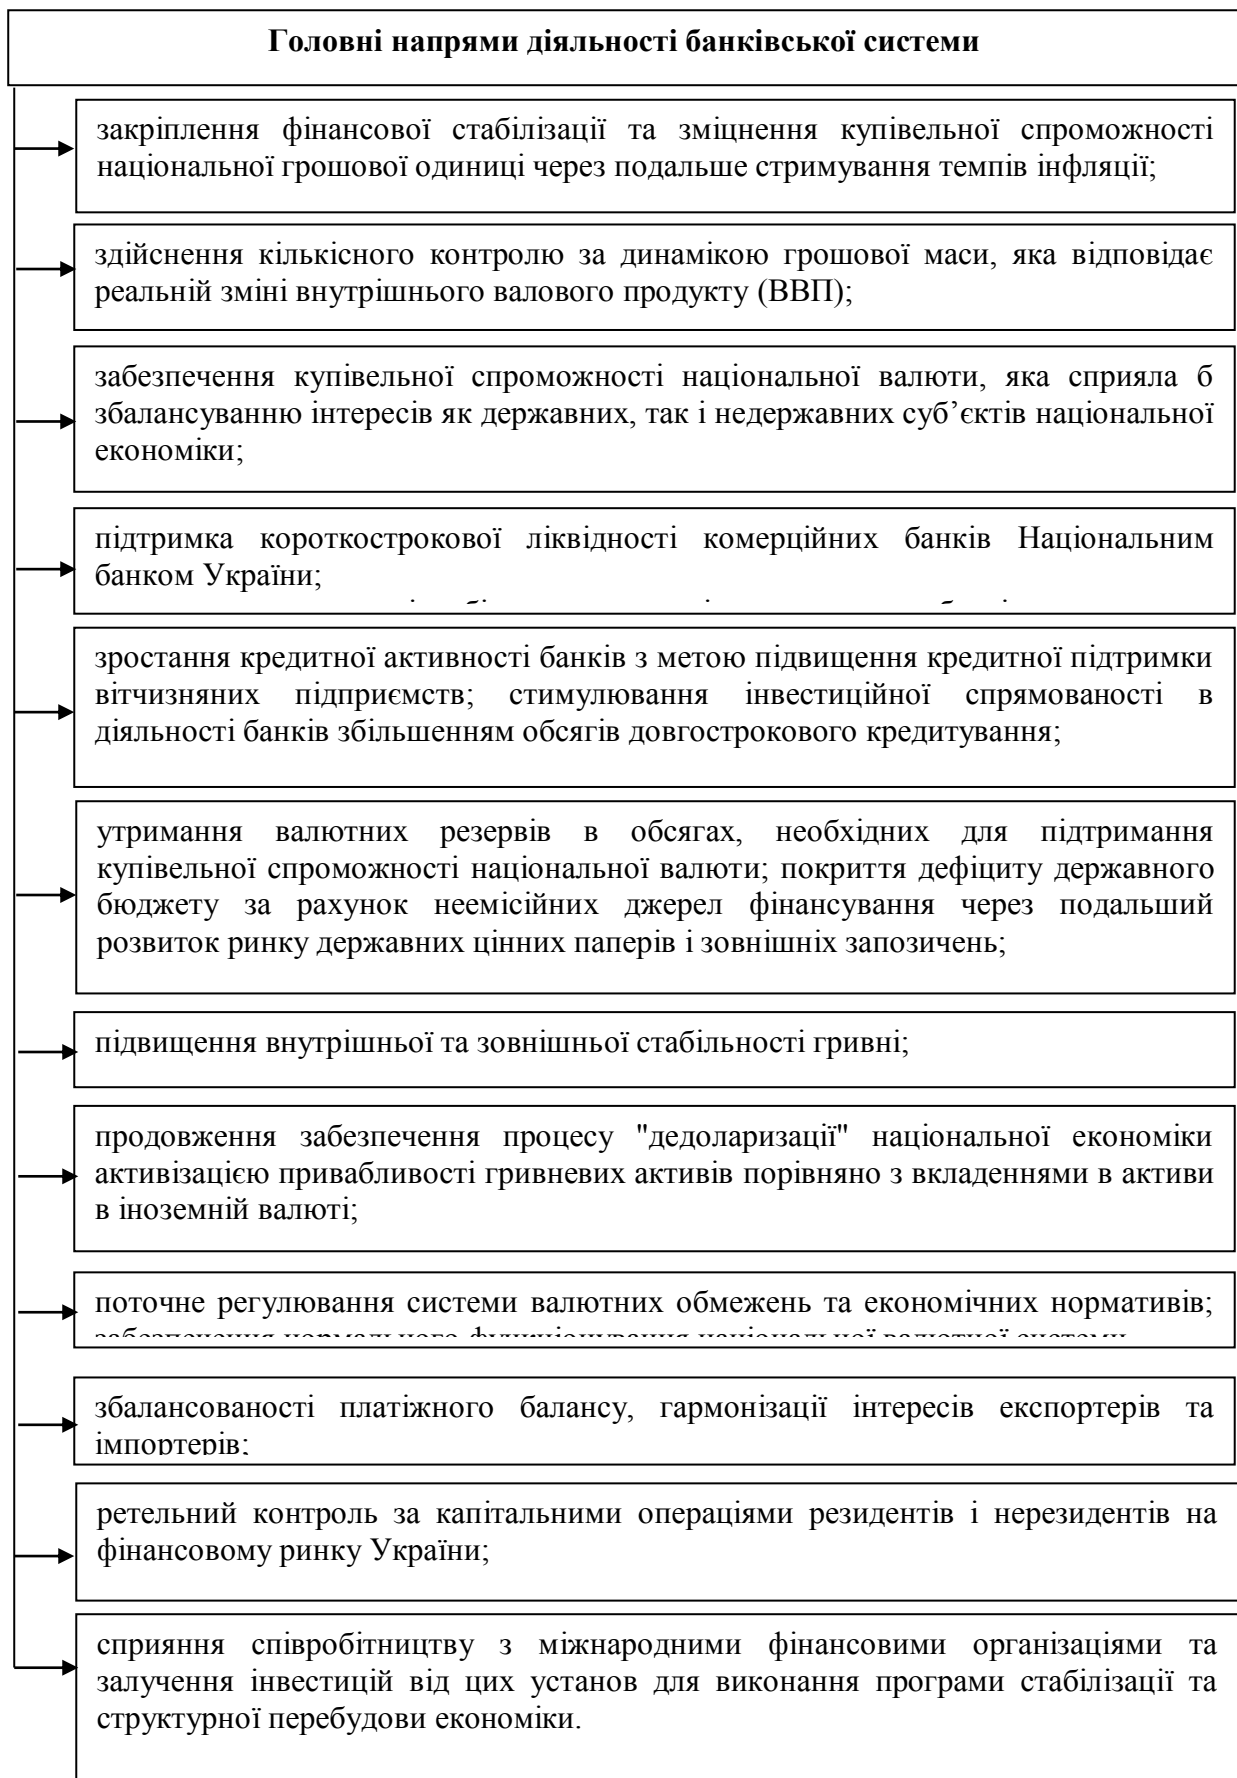 Головні напрями діяльності банківської системи
закріплення фінансової стабілізації та зміцнення купівельної спроможності
національної грошової одиниці через подальше стримування темпів інфляції;
здійснення кількісного контролю за динамікою грошової маси, яка відповідає
реальній зміні внутрішнього валового продукту (ВВП);
забезпечення купівельної спроможності національної валюти, яка сприяла б
збалансуванню інтересів як державних, так і недержавних суб’єктів національної
економіки;
підтримка короткострокової ліквідності комерційних банків Національним
банком України;
зростання кредитної активності банків з метою підвищення кредитної підтримки
вітчизняних підприємств; стимулювання інвестиційної спрямованості в
діяльності банків збільшенням обсягів довгострокового кредитування;
утримання валютних резервів в обсягах, необхідних для підтримання
купівельної спроможності національної валюти; покриття дефіциту державного
бюджету за рахунок неемісійних джерел фінансування через подальший
розвиток ринку державних цінних паперів і зовнішніх запозичень;
підвищення внутрішньої та зовнішньої стабільності гривні;
продовження забезпечення процесу "дедоларизації" національної економіки
активізацією привабливості гривневих активів порівняно з вкладеннями в активи
в іноземній валюті;
поточне регулювання системи валютних обмежень та економічних нормативів;
забезпечення нормального функціонування національної валютної системи
збалансованості платіжного балансу, гармонізації інтересів експортерів та
імпортерів;
ретельний контроль за капітальними операціями резидентів і нерезидентів на
фінансовому ринку України;
сприяння співробітництву з міжнародними фінансовими організаціями та
залучення інвестицій від цих установ для виконання програми стабілізації та
структурної перебудови економіки.